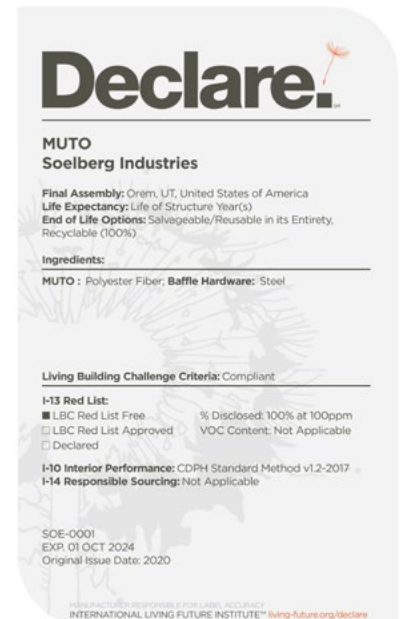 Declare.
MUTO
Soelberg Industries
Final Assembly: Orem, UT, United States of America
Life Expectancy: Life of Structure Year(s)
End of Life Options: Salvageable/Reusable in its Entirety,
Recyclable (100%)
Ingredients:
MUTO : Polyester Fiber; Baffle Hardware: Steel
Living Building Challenge Criteria: Compliant
I-13 Red List:
■ LBC Red List Free % Disclosed: 100% at 100ppm
□ LBC Red List Approved VOC Content: Not Applicable
□ Declared
I-10 Interior Performance: CDPH Standard Method v1.2-2017
I-14 Responsible Sourcing: Not Applicable
SOE-0001
EXP. 01 OCT 2024
Original Issue Date: 2020
MANUFACTURER RESPONSIBLE FOR LABEL ACCURACY
INTERNATIONAL LIVING FUTURE INSTITUTE™ living-future.org/declare